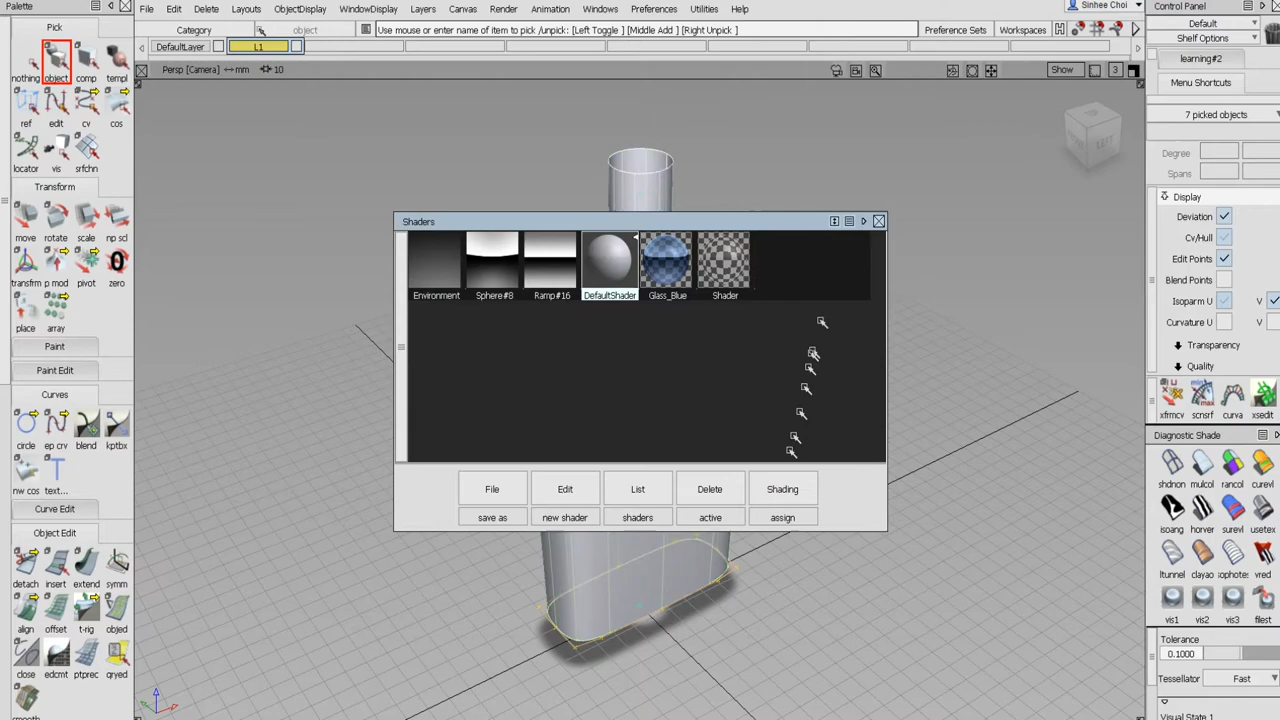 Palette
File Edit Delete Layouts ObjectDisplay WindowDisplay Layers Canvas Render Animation Windows Preferences Utilities Help
Sinhee Choi
Control Panel
Category object Use mouse or enter name of item to pick /unpick: [Left Toggle ] [Middle Add ] [Right Unpick ]
Preference Sets Workspaces
Default
Shelf Options
DefaultLayer L1
Persp [Camera] mm 10
Show 3
learning#2
Menu Shortcuts
7 picked objects
Degree
Spans
Display
Deviation
Cv/Hull
Edit Points
Blend Points
Isoparm U V
Curvature U V
Transparency
Quality
xfrmcv scnsrf curva xsedit
Diagnostic Shade
shdnon mulcol rancol curevl
isoang horver surevl usetex
ltunnel clayao isophotes vred
vis1 vis2 vis3 filest
Tolerance
0.1000
Tessellator Fast
Visual State 1
Pick
nothing object comp templ
ref edit cv cos
locator vis srfchn
Transform
move rotate scale np scl
transfrm p mod pivot zero
place array
Paint
Paint Edit
Curves
circle ep crv blend kptbx
nw cos text...
Curve Edit
Object Edit
detach insert extend symm
align offset t-rig objed
close edcmt ptprec qryed
Shaders
Environment Sphere#8 Ramp#16 DefaultShader Glass_Blue Shader
File Edit List Delete Shading
save as new shader shaders active assign
LEFT